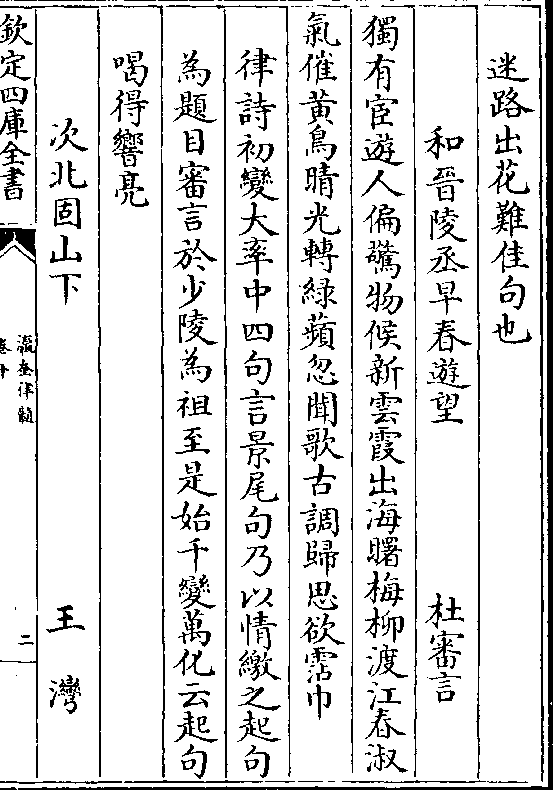 迷路出花難佳句也
和晉陵丞早春遊望 杜審言
獨有宦遊人偏驚物候新雲霞出海曙梅柳渡江春淑
氣催黃鳥晴光轉綠蘋忽聞歌古調歸思欲霑巾
律詩初變大率中四句言景尾句乃以情繳之起句
為題目審言於少陵為祖至是始千變萬化云起句
喝得響亮
次北固山下 王灣
欽定四庫全書
瀛奎律髓
卷十
二